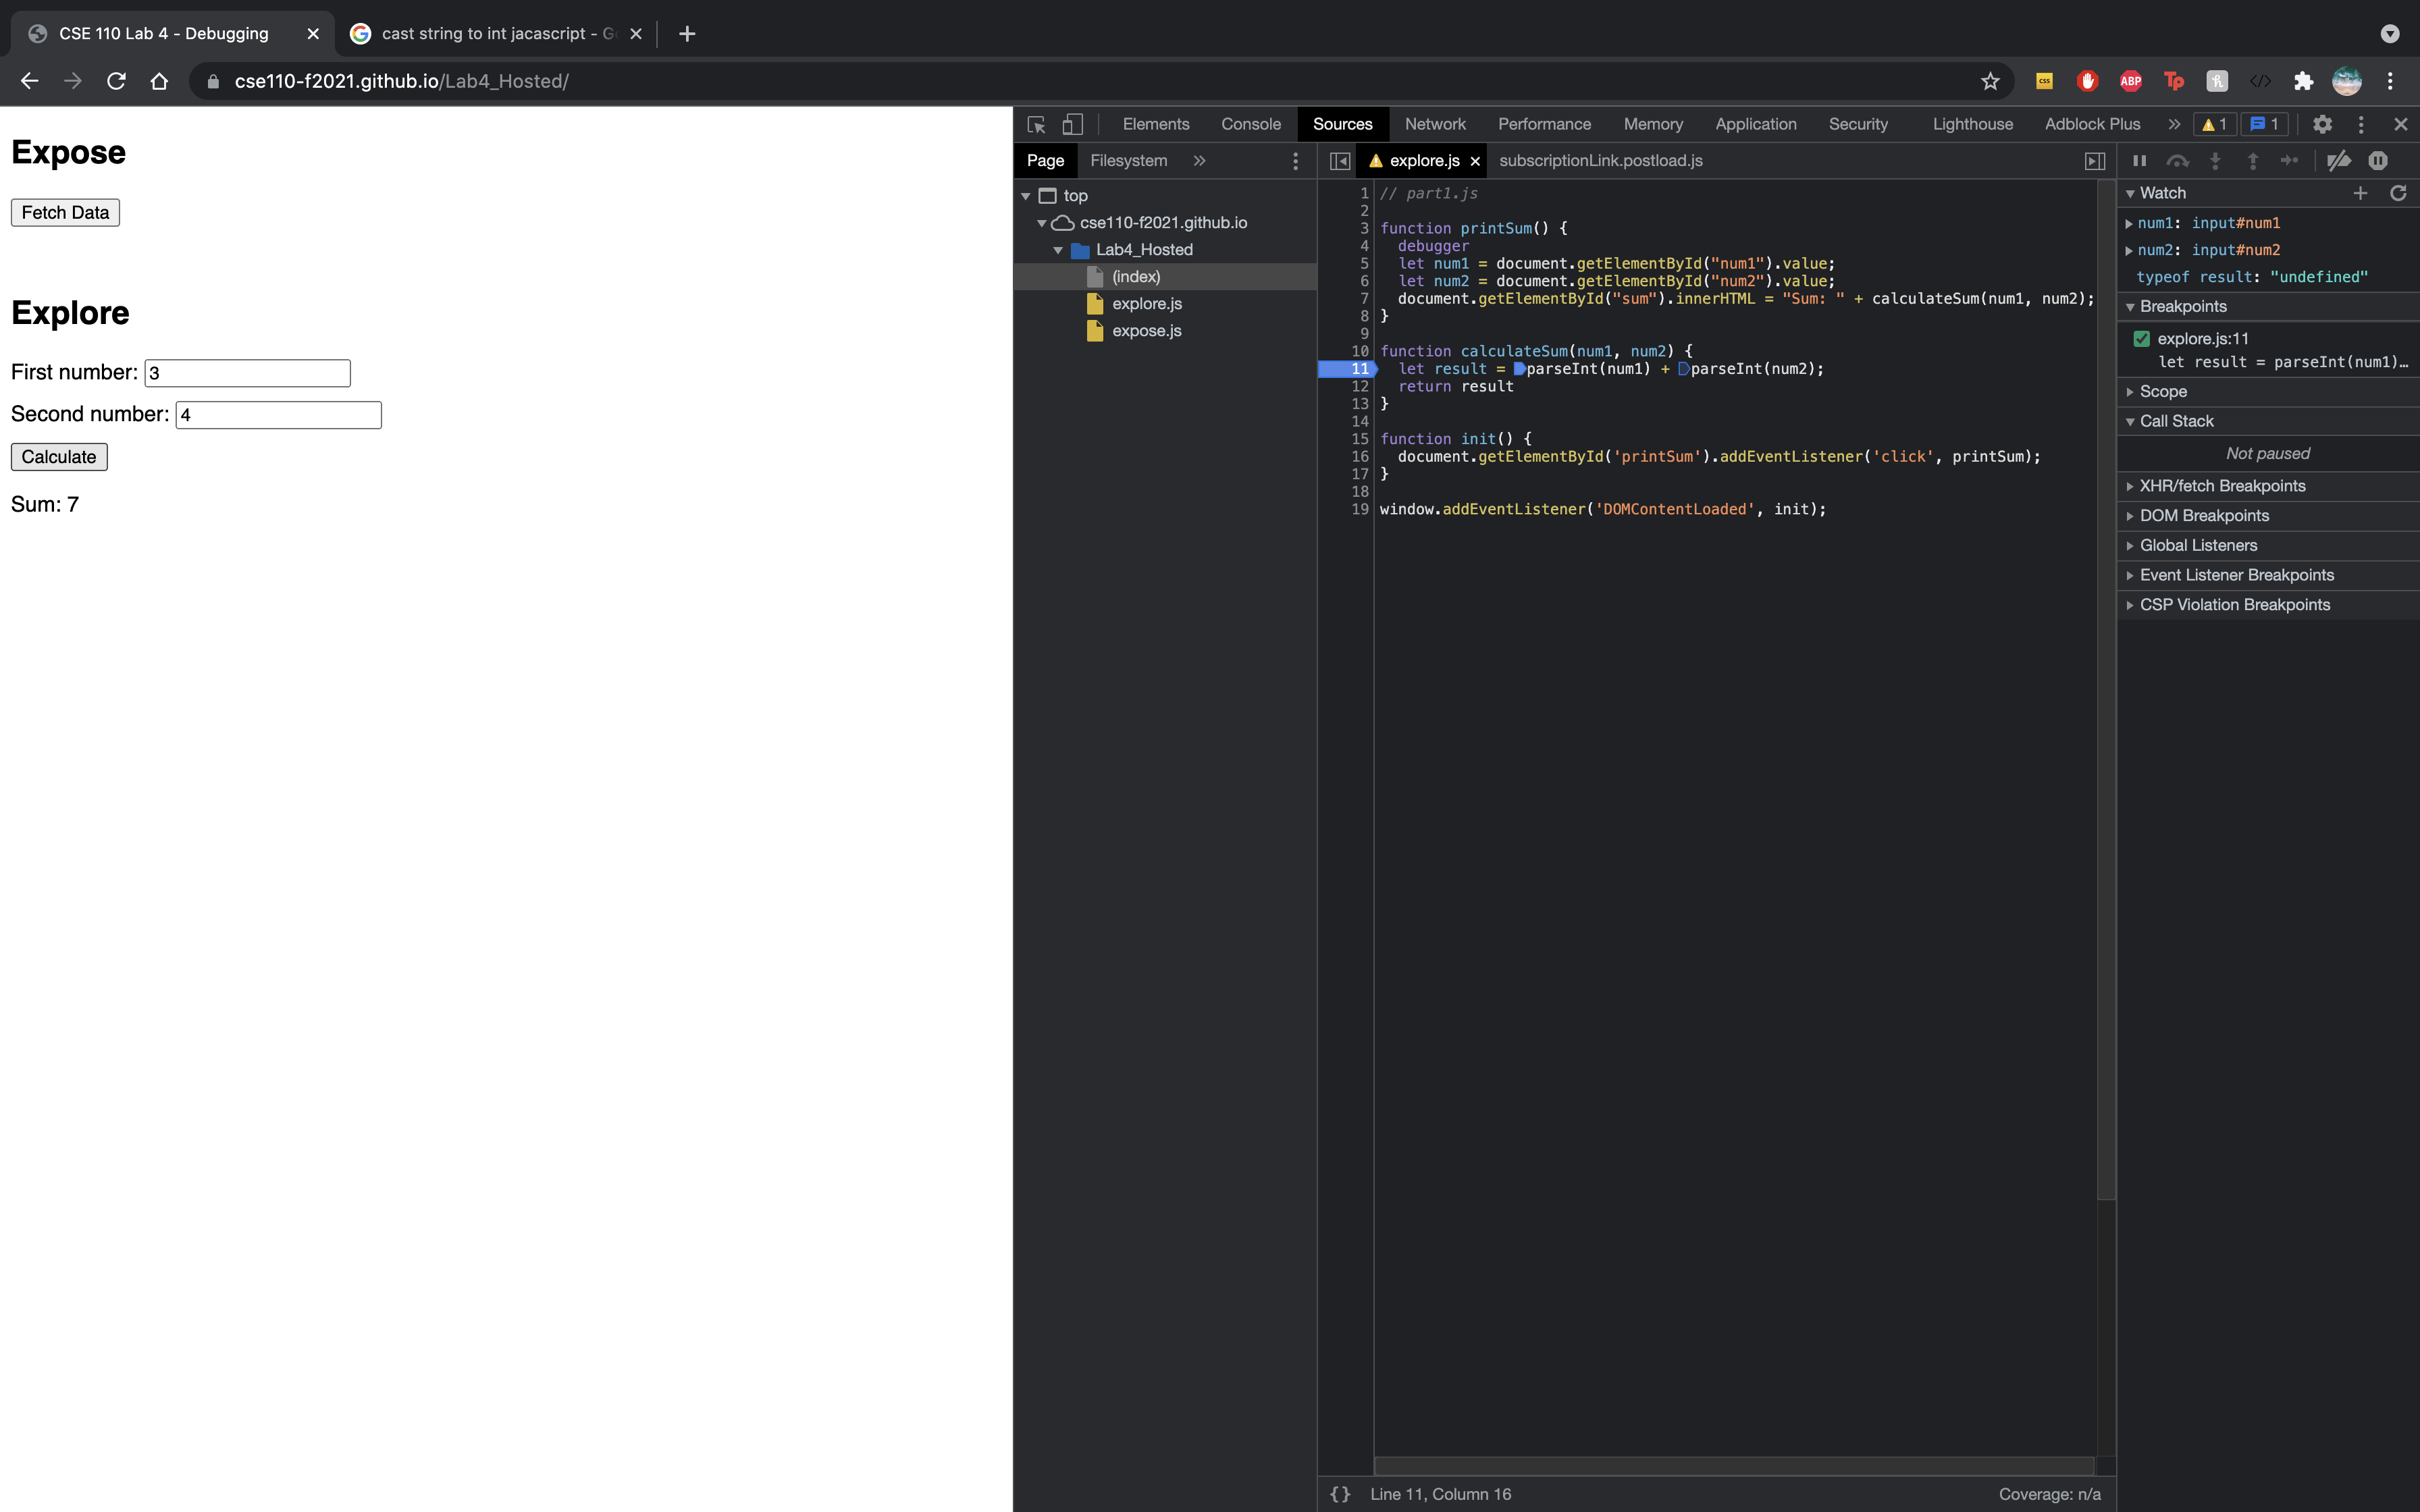 CSE 110 Lab 4 - Debugging
cast string to int jacascript - G
cse110-f2021.github.io/Lab4_Hosted/
css
ABP
Tp
h
Expose
Fetch Data
Explore
First number: 3
Second number: 4
Calculate
Sum: 7
Elements Console Sources Network Performance Memory Application Security Lighthouse Adblock Plus » 1 1
Page Filesystem »
top
cse110-f2021.github.io
Lab4_Hosted
(index)
explore.js
expose.js
explore.js subscriptionLink.postload.js
1 // part1.js
2
3 function printSum() {
4 debugger
5 let num1 = document.getElementById("num1").value;
6 let num2 = document.getElementById("num2").value;
7 document.getElementById("sum").innerHTML = "Sum: " + calculateSum(num1, num2);
8 }
9
10 function calculateSum(num1, num2) {
11 let result = parseInt(num1) + parseInt(num2);
12 return result
13 }
14
15 function init() {
16 document.getElementById('printSum').addEventListener('click', printSum);
17 }
18
19 window.addEventListener('DOMContentLoaded', init);
{} Line 11, Column 16
Coverage: n/a
Watch
num1: input#num1
num2: input#num2
typeof result: "undefined"
Breakpoints
explore.js:11
let result = parseInt(num1)…
Scope
Call Stack
Not paused
XHR/fetch Breakpoints
DOM Breakpoints
Global Listeners
Event Listener Breakpoints
CSP Violation Breakpoints